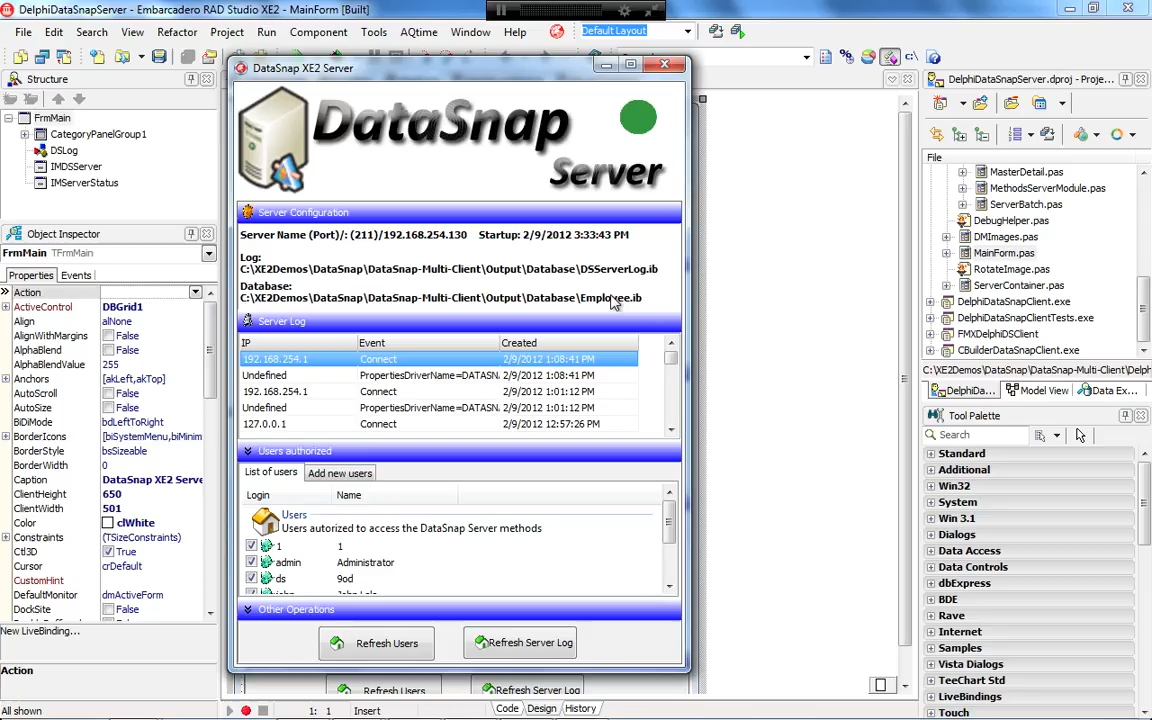 DelphiDataSnapServer - Embarcadero RAD Studio XE2 - MainForm [Built]
File Edit Search View Refactor Project Run Component Tools AQtime Window Help Default Layout
Structure
FrmMain
CategoryPanelGroup1
DSLog
IMDSServer
IMServerStatus
Object Inspector
FrmMain TFrmMain
Properties Events
Action
ActiveControl DBGrid1
Align alNone
AlignWithMargins False
AlphaBlend False
AlphaBlendValue 255
Anchors [akLeft,akTop]
AutoScroll False
AutoSize False
BiDiMode bdLeftToRight
BorderIcons [biSystemMenu,biMinim
BorderStyle bsSizeable
BorderWidth 0
Caption DataSnap XE2 Serve
ClientHeight 650
ClientWidth 501
Color clWhite
Constraints (TSizeConstraints)
Ctl3D True
Cursor crDefault
CustomHint
DefaultMonitor dmActiveForm
DockSite False
New LiveBinding...
Action
All shown
DataSnap XE2 Server
DataSnap
Server
Server Configuration
Server Name (Port)/: (211)/192.168.254.130 Startup: 2/9/2012 3:33:43 PM
Log:
C:\XE2Demos\DataSnap\DataSnap-Multi-Client\Output\Database\DSServerLog.ib
Database:
C:\XE2Demos\DataSnap\DataSnap-Multi-Client\Output\Database\Employee.ib
Server Log
IP Event Created
192.168.254.1 Connect 2/9/2012 1:08:41 PM
Undefined PropertiesDriverName=DATASN 2/9/2012 1:08:41 PM
192.168.254.1 Connect 2/9/2012 1:01:12 PM
Undefined PropertiesDriverName=DATASN 2/9/2012 1:01:12 PM
127.0.0.1 Connect 2/9/2012 12:57:26 PM
Users authorized
List of users Add new users
Login Name
Users
Users autorized to access the DataSnap Server methods
1 1
admin Administrator
ds 9od
Other Operations
Refresh Users Refresh Server Log
Refresh Users Refresh Server Log
1: 1 Insert Code Design History
DelphiDataSnapServer.dproj - Proje...
File
MasterDetail.pas
MethodsServerModule.pas
ServerBatch.pas
DebugHelper.pas
DMImages.pas
MainForm.pas
RotateImage.pas
ServerContainer.pas
DelphiDataSnapClient.exe
DelphiDataSnapClientTests.exe
FMXDelphiDSClient
CBuilderDataSnapClient.exe
C:\XE2Demos\DataSnap\DataSnap-Multi-Client\Delph
DelphiDa... Model View Data Ex...
Tool Palette
Search
Standard
Additional
Win32
System
Win 3.1
Dialogs
Data Access
Data Controls
dbExpress
BDE
Rave
Internet
Samples
Vista Dialogs
TeeChart Std
LiveBindings
Touch